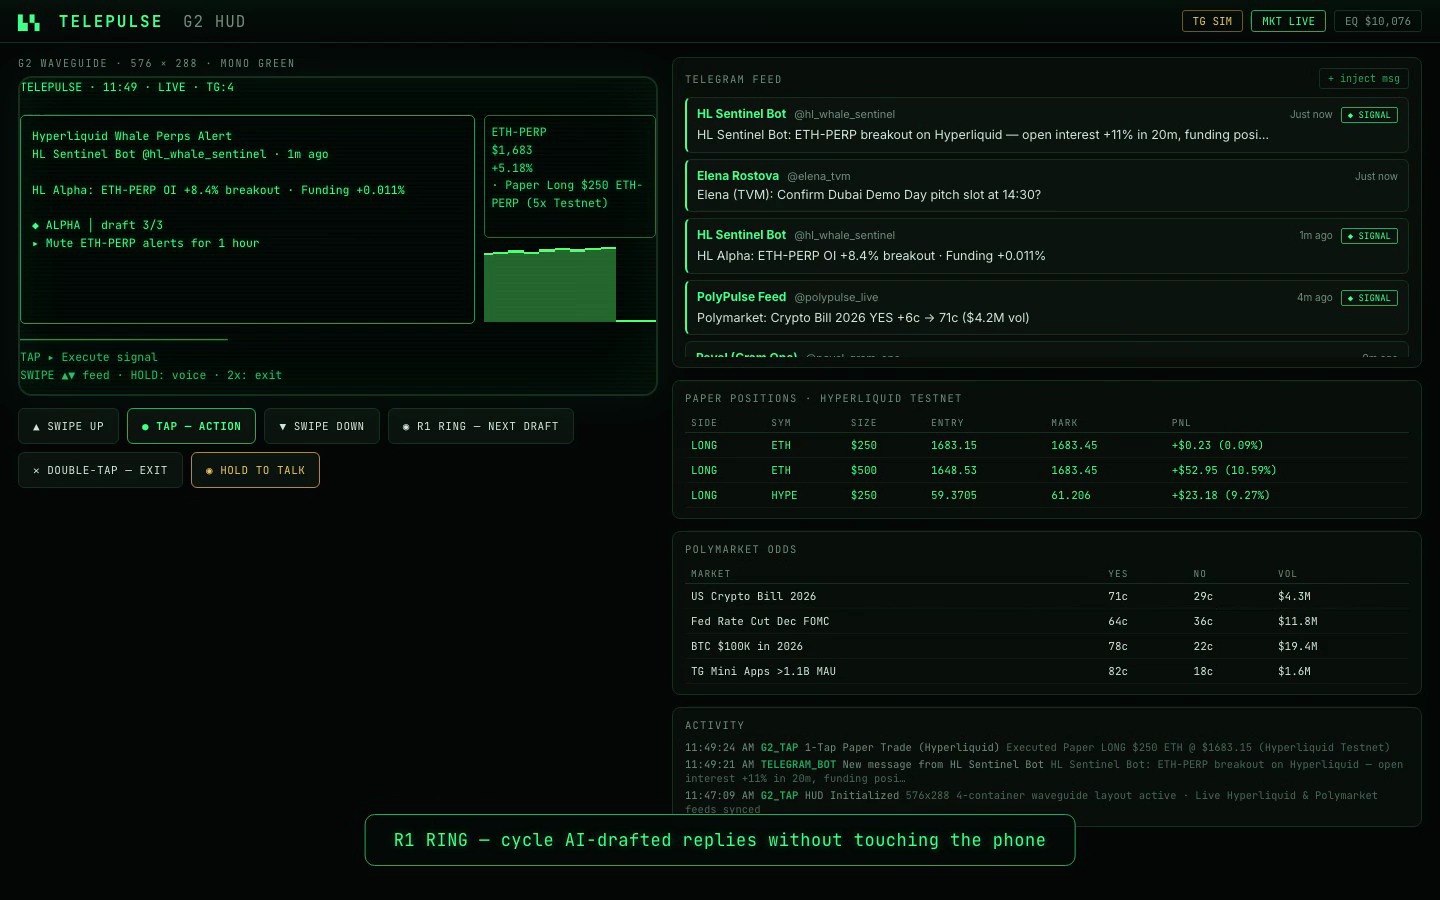 TELEPULSE G2 HUD
TG SIM
MKT LIVE
EQ $10,076
G2 WAVEGUIDE · 576 × 288 · MONO GREEN
TELEPULSE · 11:49 · LIVE · TG:4
Hyperliquid Whale Perps Alert
HL Sentinel Bot @hl_whale_sentinel · 1m ago
HL Alpha: ETH-PERP OI +8.4% breakout · Funding +0.011%
◆ ALPHA │ draft 3/3
▸ Mute ETH-PERP alerts for 1 hour
ETH-PERP
$1,683
+5.18%
· Paper Long $250 ETH-
PERP (5x Testnet)
TAP ▸ Execute signal
SWIPE ▲▼ feed · HOLD: voice · 2x: exit
▲ SWIPE UP
● TAP — ACTION
▼ SWIPE DOWN
◉ R1 RING — NEXT DRAFT
✕ DOUBLE-TAP — EXIT
◉ HOLD TO TALK
TELEGRAM FEED
+ inject msg
HL Sentinel Bot @hl_whale_sentinel Just now ◆ SIGNAL
HL Sentinel Bot: ETH-PERP breakout on Hyperliquid — open interest +11% in 20m, funding posi…
Elena Rostova @elena_tvm Just now
Elena (TVM): Confirm Dubai Demo Day pitch slot at 14:30?
HL Sentinel Bot @hl_whale_sentinel 1m ago ◆ SIGNAL
HL Alpha: ETH-PERP OI +8.4% breakout · Funding +0.011%
PolyPulse Feed @polypulse_live 4m ago ◆ SIGNAL
Polymarket: Crypto Bill 2026 YES +6c → 71c ($4.2M vol)
PAPER POSITIONS · HYPERLIQUID TESTNET
SIDE SYM SIZE ENTRY MARK PNL
LONG ETH $250 1683.15 1683.45 +$0.23 (0.09%)
LONG ETH $500 1648.53 1683.45 +$52.95 (10.59%)
LONG HYPE $250 59.3705 61.206 +$23.18 (9.27%)
POLYMARKET ODDS
MARKET YES NO VOL
US Crypto Bill 2026 71c 29c $4.3M
Fed Rate Cut Dec FOMC 64c 36c $11.8M
BTC $100K in 2026 78c 22c $19.4M
TG Mini Apps >1.1B MAU 82c 18c $1.6M
ACTIVITY
11:49:24 AM G2_TAP 1-Tap Paper Trade (Hyperliquid) Executed Paper LONG $250 ETH @ $1683.15 (Hyperliquid Testnet)
11:49:21 AM TELEGRAM_BOT New message from HL Sentinel Bot HL Sentinel Bot: ETH-PERP breakout on Hyperliquid — open
interest +11% in 20m, funding posi…
11:47:09 AM G2_TAP HUD Initialized 576x288 4-container waveguide layout active · Live Hyperliquid & Polymarket
feeds synced
R1 RING — cycle AI-drafted replies without touching the phone